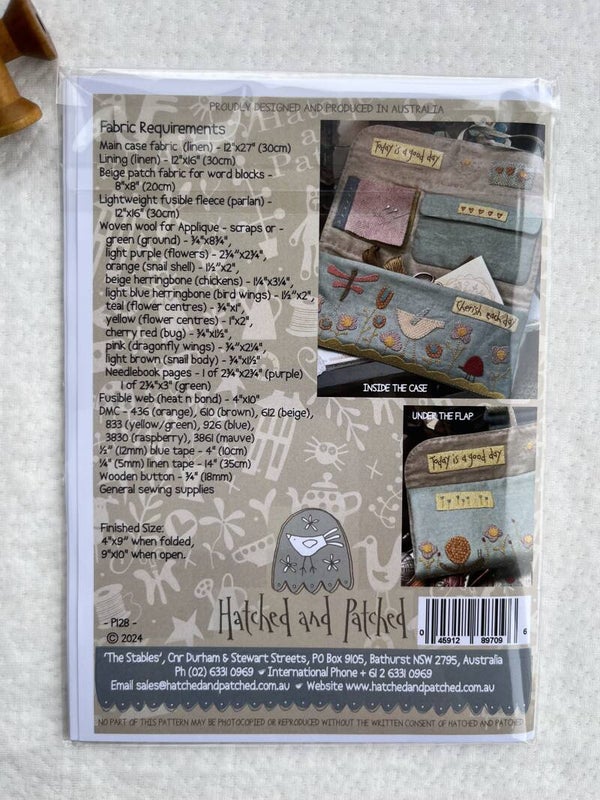 PROUDLY DESIGNED AND PRODUCED IN AUSTRALIA
Fabric Requirements
Main case fabric (linen) - 12"x27" (30cm)
Lining (linen) - 12"x16" (30cm)
Beige patch fabric for word blocks -
8"x8" (20cm)
Lightweight fusible fleece (parlan) -
12"x16" (30cm)
Woven wool for Applique - scraps or -
green (ground) - ¾"x8¾",
light purple (flowers) - 2¼"x2¾",
orange (snail shell) - 1½"x2",
beige herringbone (chickens) - 1¼"x3¼",
light blue herringbone (bird wings) - 1½"x2",
teal (flower centres) - ¾"x1"
yellow (flower centres) - 1"x2",
cherry red (bug) - ¾"x1½",
pink (dragonfly wings) - ¾"x2¼",
light brown (snail body) - ¾"x1½"
Needlebook pages - 1 of 2¾"x2¾" (purple)
1 of 2¾"x3" (green)
Fusible web (heat n bond) - 4"x10"
DMC - 436 (orange), 610 (brown), 612 (beige),
833 (yellow/green), 926 (blue),
3830 (raspberry), 3861 (mauve)
½" (12mm) blue tape - 4" (10cm)
¼" (5mm) linen tape - 14" (35cm)
Wooden button - ¾" (18mm)
General sewing supplies
Finished Size:
4"x9" when folded,
9"x10" when open.
- P128 -
© 2024
Today is a good day
Cherish each day
INSIDE THE CASE
UNDER THE FLAP
Today is a good day
Hatched and Patched
0 45912 89709 6
'The Stables', Cnr Durham & Stewart Streets, PO Box 9105, Bathurst NSW 2795, Australia
Ph (02) 6331 0969 International Phone + 61 2 6331 0969
Email sales@hatchedandpatched.com.au Website www.hatchedandpatched.com.au
NO PART OF THIS PATTERN MAY BE PHOTOCOPIED OR REPRODUCED WITHOUT THE WRITTEN CONSENT OF HATCHED AND PATCHED